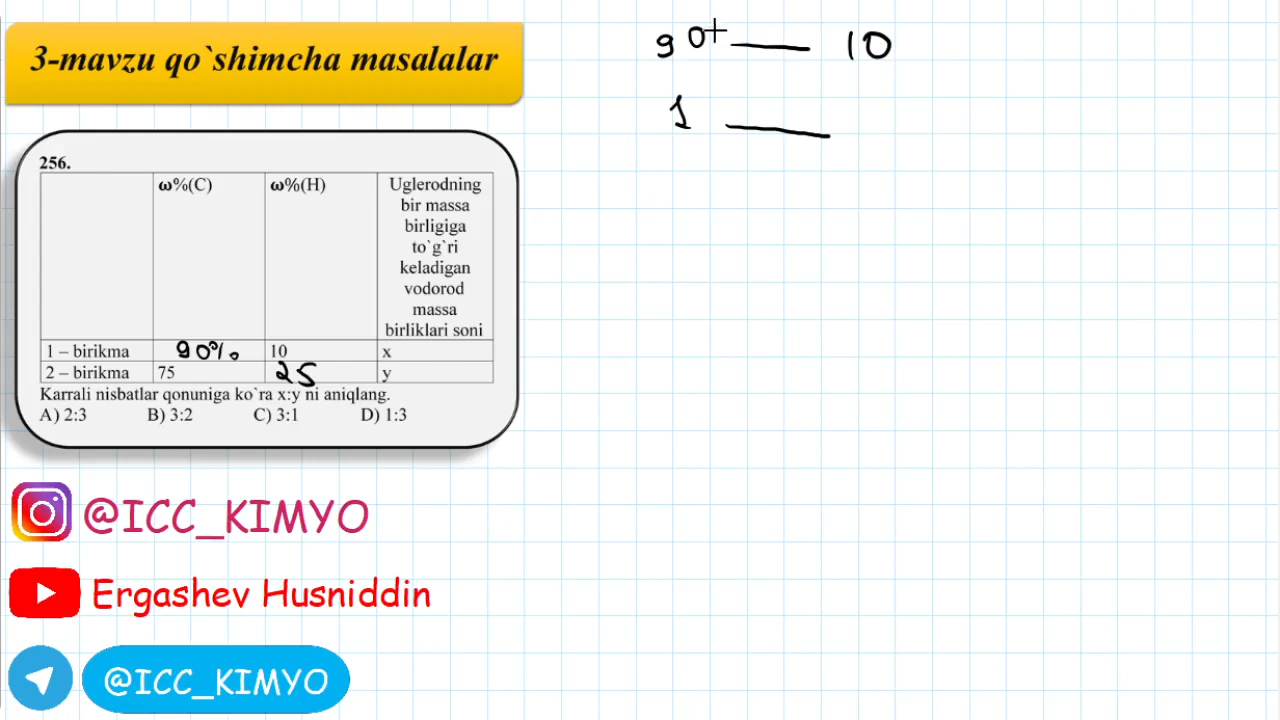 3-mavzu qo`shimcha masalalar
90 — 10
1 —
256.
ω%(C) ω%(H) Uglerodning
bir massa
birligiga
to`g`ri
keladigan
vodorod
massa
birliklari soni
1 – birikma 90% 10 x
2 – birikma 75 25 y
Karrali nisbatlar qonuniga ko`ra x:y ni aniqlang.
A) 2:3 B) 3:2 C) 3:1 D) 1:3
@ICC_KIMYO
Ergashev Husniddin
@ICC_KIMYO